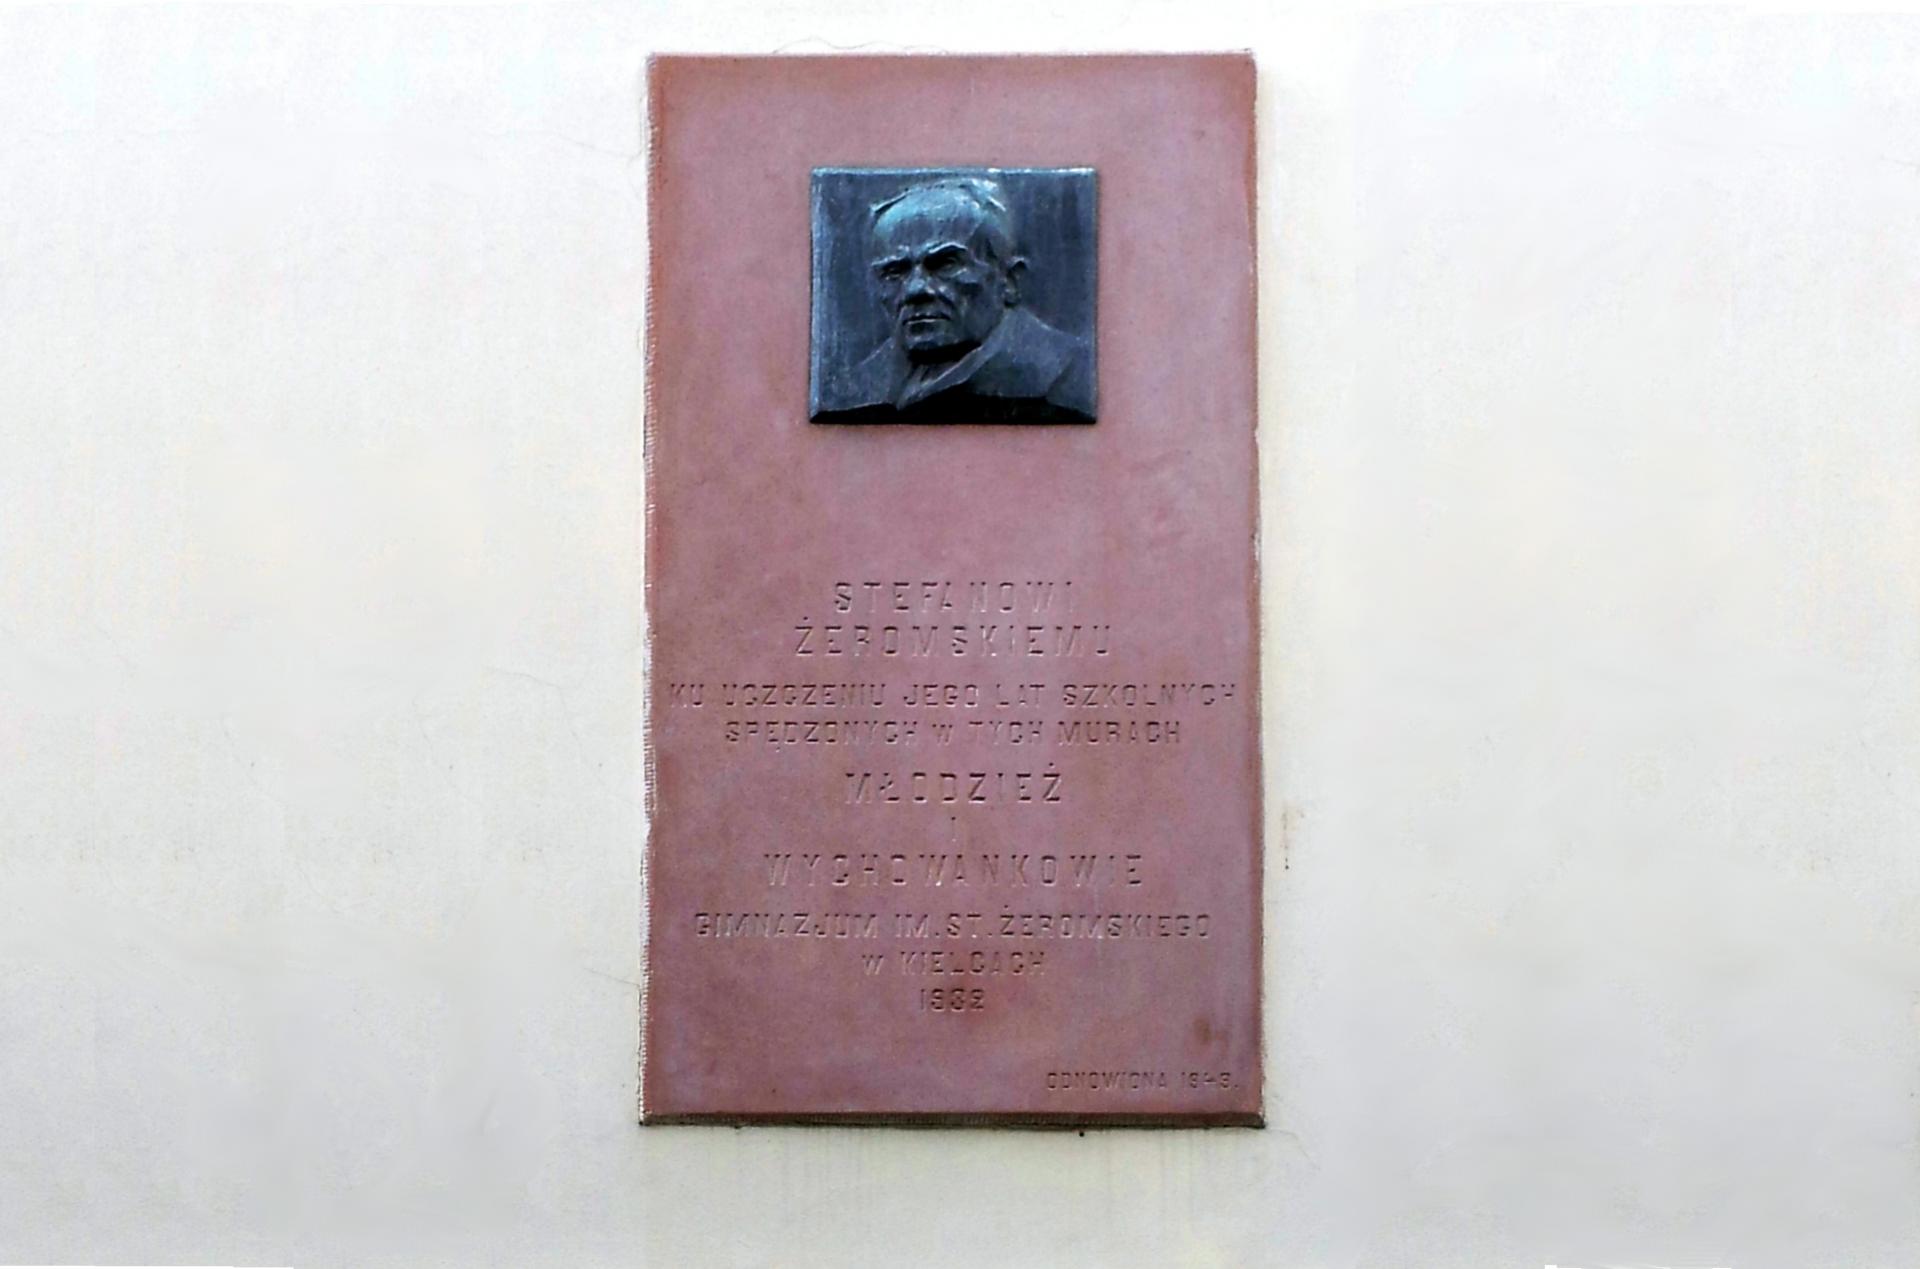 STEFANOWI
ŻEROMSKIEMU
KU UCZCZENIU JEGO LAT SZKOLNYCH
SPĘDZONYCH W TYCH MURACH
MŁODZIEŻ
I
WYCHOWANKOWIE
GIMNAZJUM IM. ST. ŻEROMSKIEGO
W KIELCACH
1932
ODNOWIONA